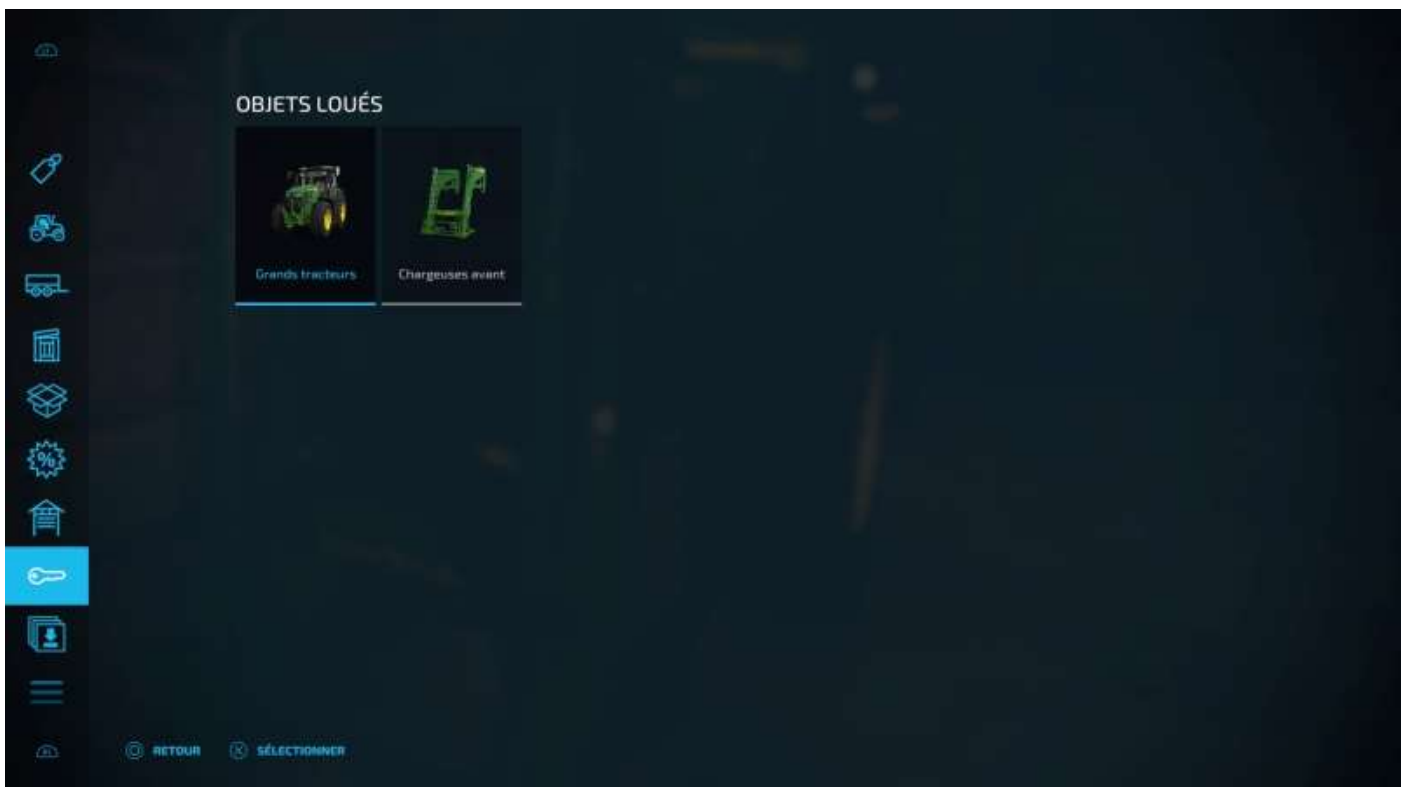 OBJETS LOUÉS
Grands tracteurs
Chargeuses avant
%
RETOUR
SÉLECTIONNER